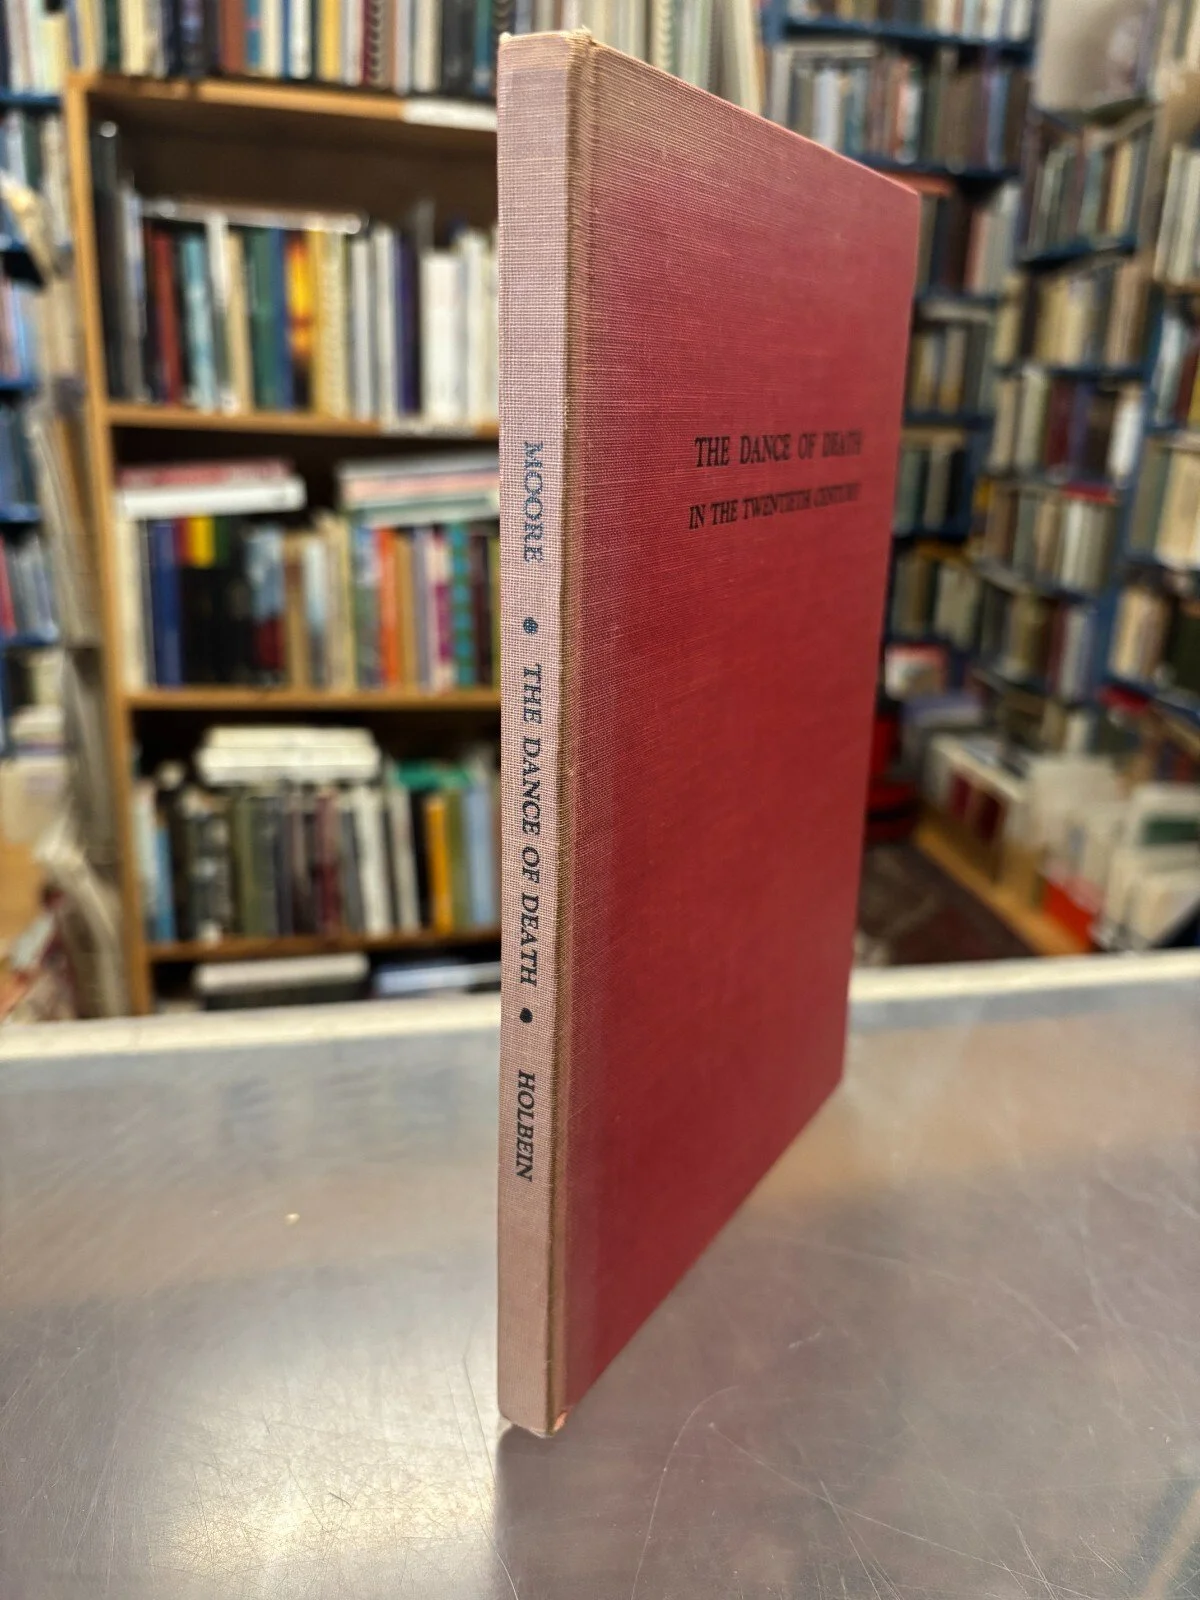 MOORE • THE DANCE OF DEATH • HOLBEIN
THE DANCE OF DEATH
IN THE TWENTIETH CENTURY